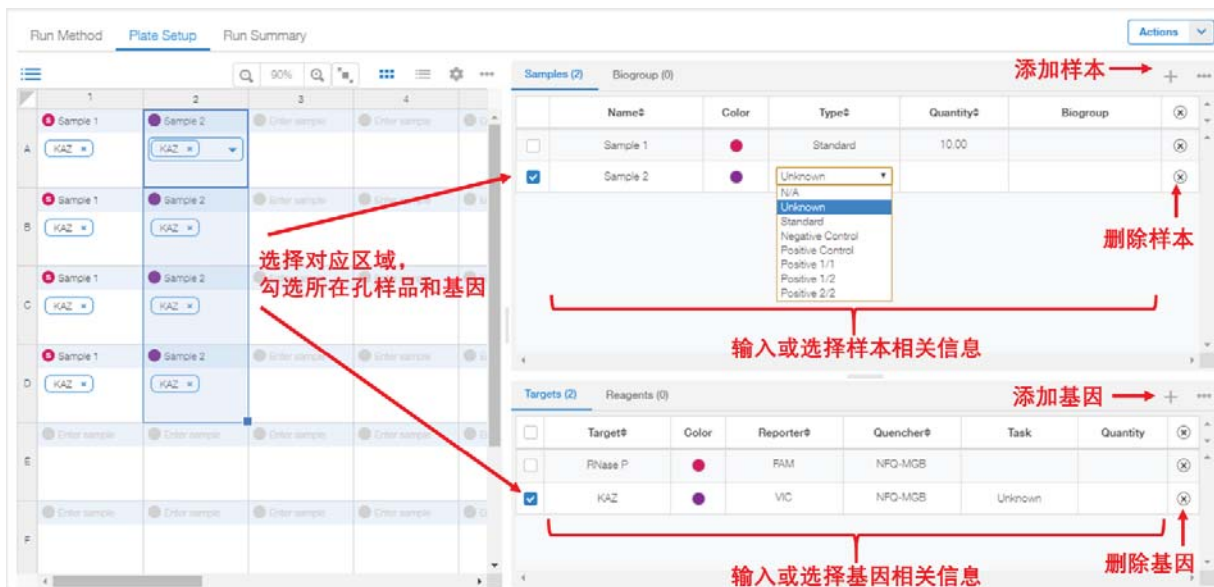 Run Method Plate Setup Run Summary Actions
90%
1 2 3 4
A S Sample 1 Sample 2 Enter sample Enter sample
KAZ × KAZ ×
B S Sample 1 Sample 2 Enter sample Enter sample
KAZ × KAZ ×
C S Sample 1 Sample 2 Enter sample
KAZ × KAZ ×
D S Sample 1 Sample 2 Enter sample Enter sample
KAZ × KAZ ×
E Enter sample Enter sample Enter sample Enter sample
F Enter sample Enter sample Enter sample Enter sample
选择对应区域,
勾选所在孔样品和基因
Samples (2) Biogroup (0) 添加样本
Name Color Type Quantity Biogroup
Sample 1 Standard 10.00
Sample 2 Unknown
N/A
Unknown
Standard
Negative Control
Positive Control
Positive 1/1
Positive 1/2
Positive 2/2
删除样本
输入或选择样本相关信息
Targets (2) Reagents (0) 添加基因
Target Color Reporter Quencher Task Quantity
RNase P FAM NFQ-MGB
KAZ VIC NFQ-MGB Unknown
删除基因
输入或选择基因相关信息